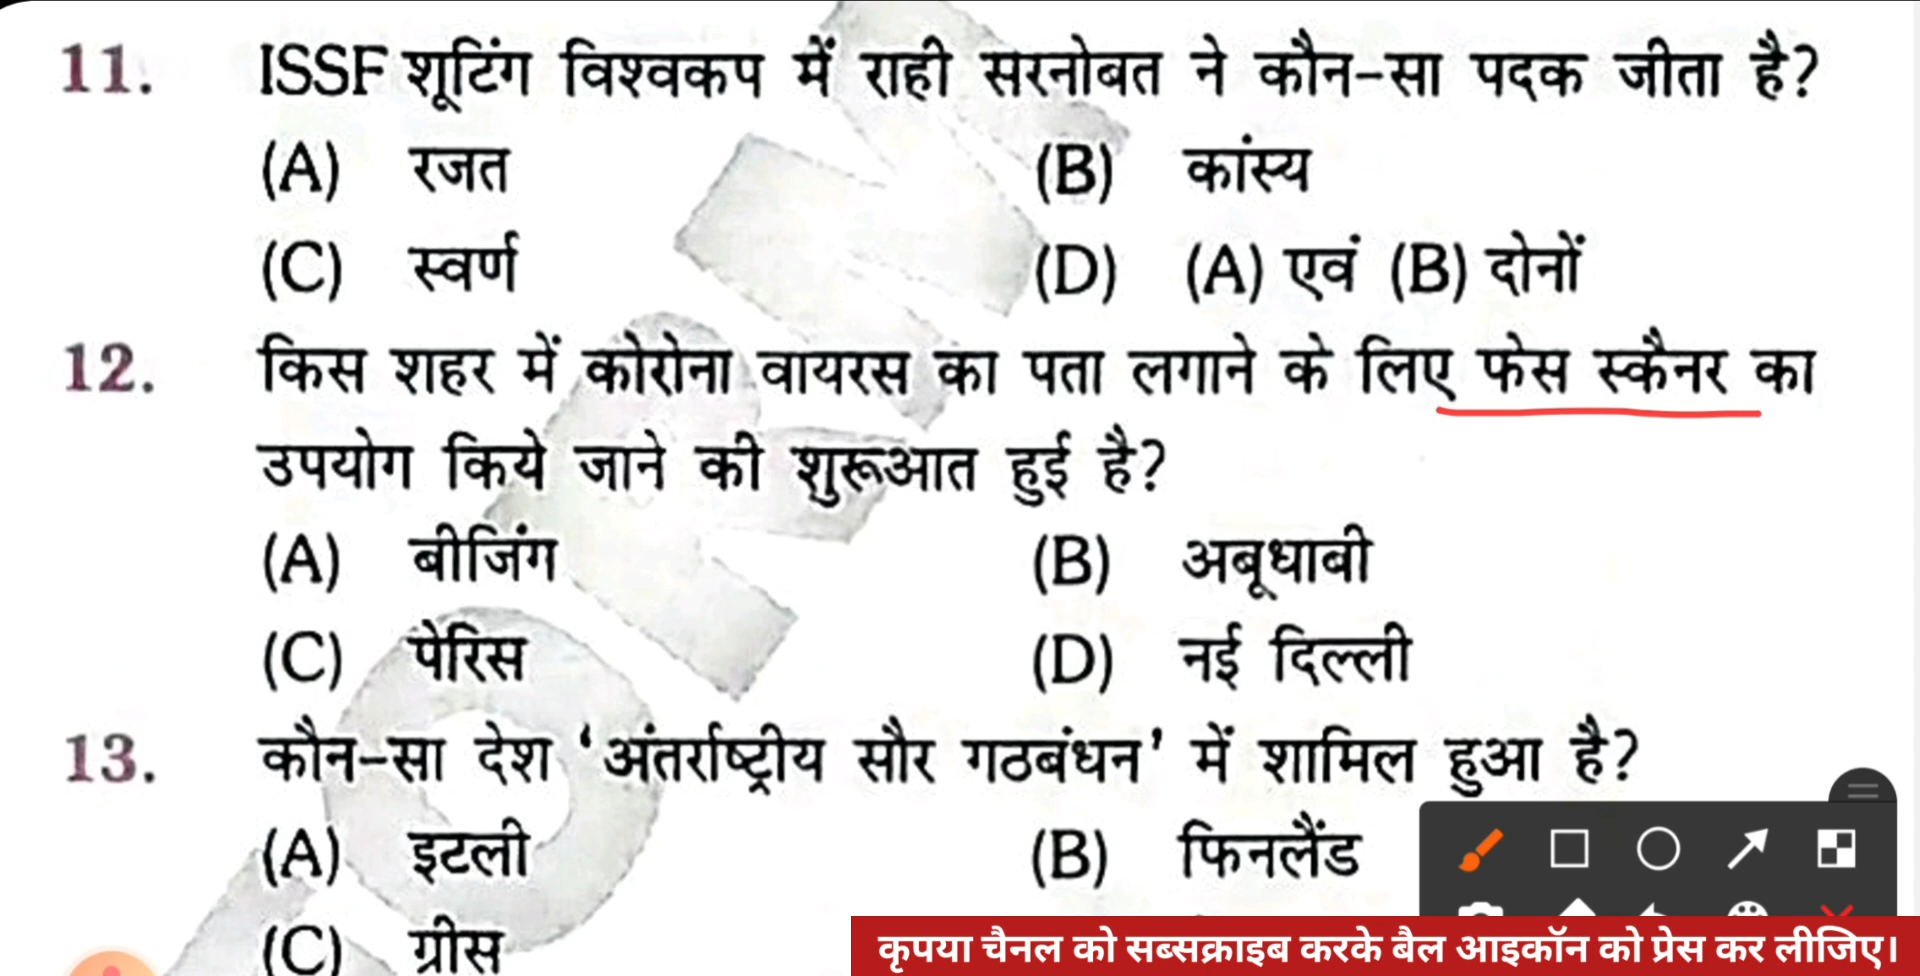 11. ISSF शूटिंग विश्वकप में राही सरनोबत ने कौन-सा पदक जीता है?
(A) रजत (B) कांस्य
(C) स्वर्ण (D) (A) एवं (B) दोनों
12. किस शहर में कोरोना वायरस का पता लगाने के लिए फेस स्कैनर का
उपयोग किये जाने की शुरूआत हुई है?
(A) बीजिंग (B) अबूधाबी
(C) पेरिस (D) नई दिल्ली
13. कौन-सा देश 'अंतर्राष्ट्रीय सौर गठबंधन' में शामिल हुआ है?
(A) इटली (B) फिनलैंड
(C) ग्रीस
कृपया चैनल को सब्सक्राइब करके बैल आइकॉन को प्रेस कर लीजिए।